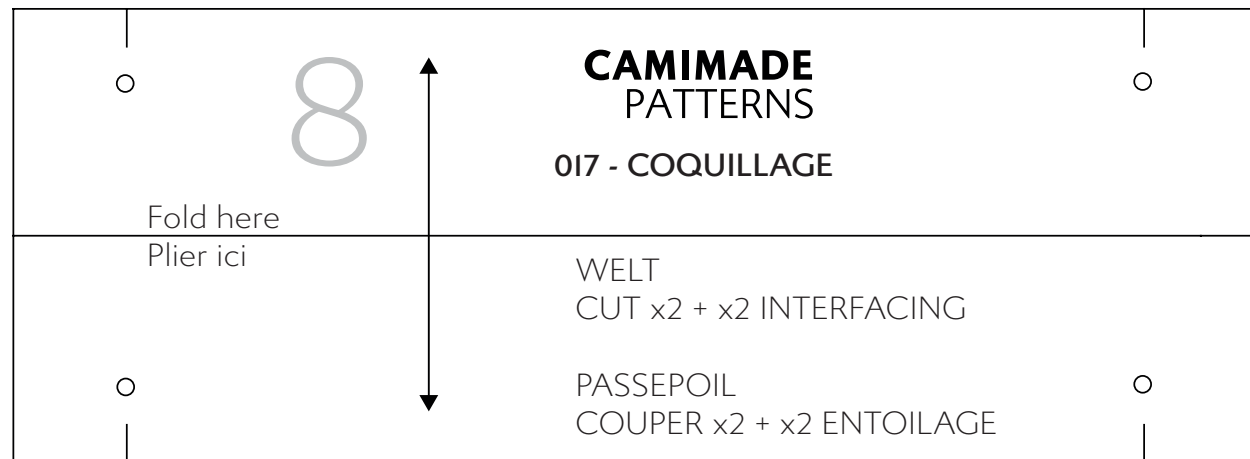 8
CAMIMADE
PATTERNS
017 - COQUILLAGE
Fold here
Plier ici
WELT
CUT x2 + x2 INTERFACING
PASSEPOIL
COUPER x2 + x2 ENTOILAGE